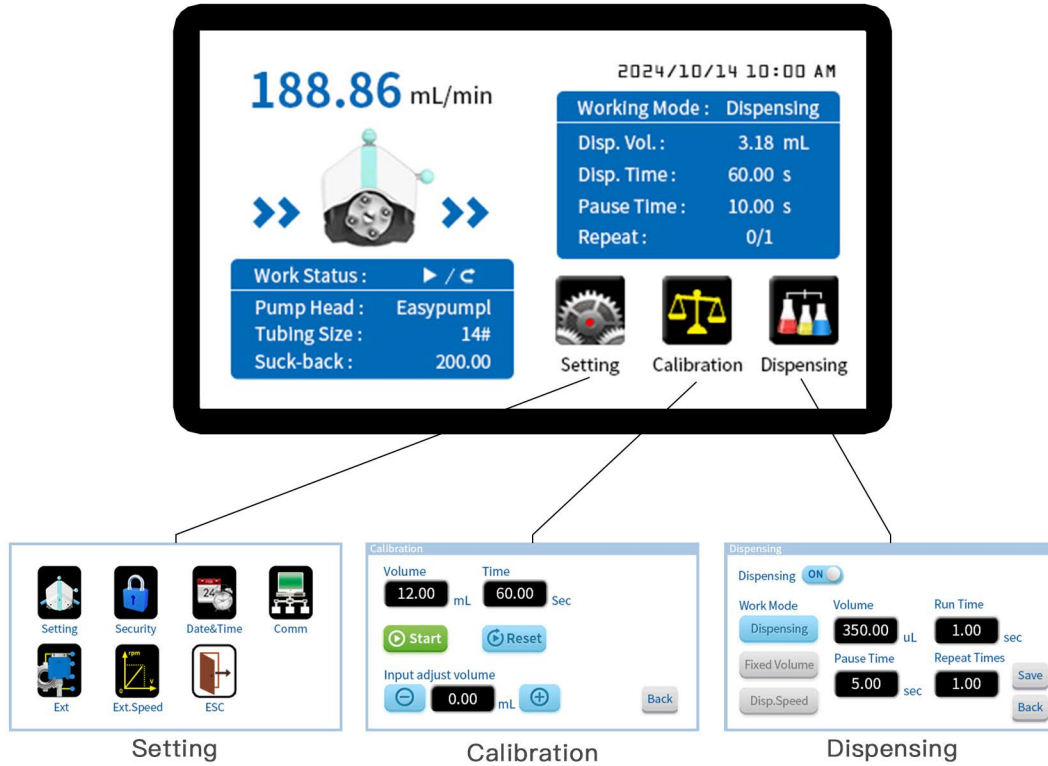 188.86 mL/min
2024/10/14 10:00 AM
Working Mode : Dispensing
Disp. Vol. : 3.18 mL
Disp. Time : 60.00 s
Pause Time : 10.00 s
Repeat : 0/1
Work Status : /
Pump Head : Easypumpl
Tubing Size : 14#
Suck-back : 200.00
Setting
Calibration
Dispensing
24
Setting
Security
Date&Time
Comm
rpm
0
v
Ext
Ext.Speed
ESC
Setting
Calibration
Volume
Time
12.00 mL
60.00 Sec
Start
Reset
Input adjust volume
0.00 mL
Back
Calibration
Dispensing
Dispensing ON
Work Mode
Volume
Run Time
Dispensing
350.00 uL
1.00 sec
Fixed Volume
Pause Time
Repeat Times
5.00 sec
1.00
Save
Disp.Speed
Back
Dispensing